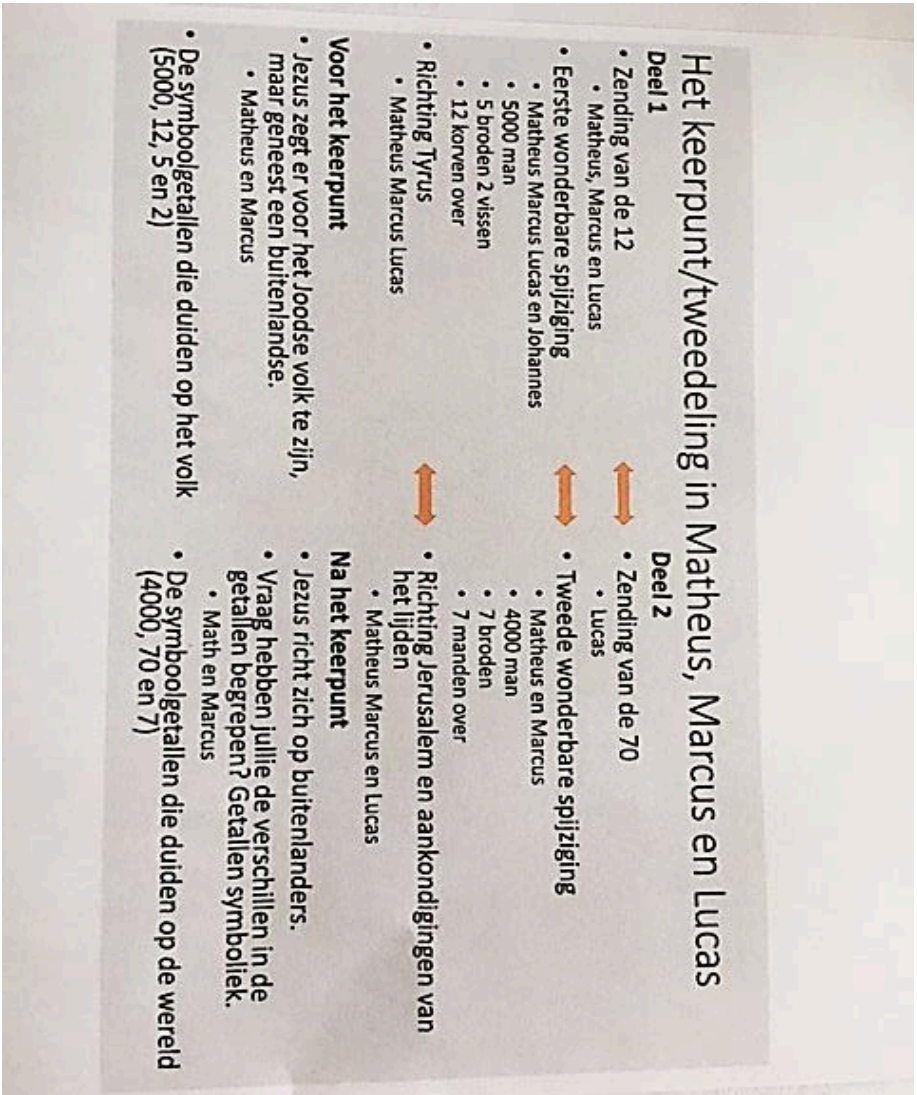 Het keerpunt/tweedeling in Matheus, Marcus en Lucas
Deel 1
• Zending van de 12
• Matheus, Marcus en Lucas
• Eerste wonderbare spijziging
• Matheus Marcus Lucas en Johannes
• 5000 man
• 5 broden 2 vissen
• 12 korven over
• Richting Tyrus
• Matheus Marcus Lucas
Voor het keerpunt
• Jezus zegt er voor het Joodse volk te zijn,
maar geneest een buitenlandse.
• Matheus en Marcus
• De symboolgetallen die duiden op het volk
(5000, 12, 5 en 2)
Deel 2
• Zending van de 70
• Lucas
• Tweede wonderbare spijziging
• Matheus en Marcus
• 4000 man
• 7 broden
• 7 manden over
• Richting Jerusalem en aankondigingen van
het lijden
• Matheus Marcus en Lucas
Na het keerpunt
• Jezus richt zich op buitenlanders.
• Vraag hebben jullie de verschillen in de
getallen begrepen? Getallen symboliek.
• Math en Marcus
• De symboolgetallen die duiden op de wereld
(4000, 70 en 7)